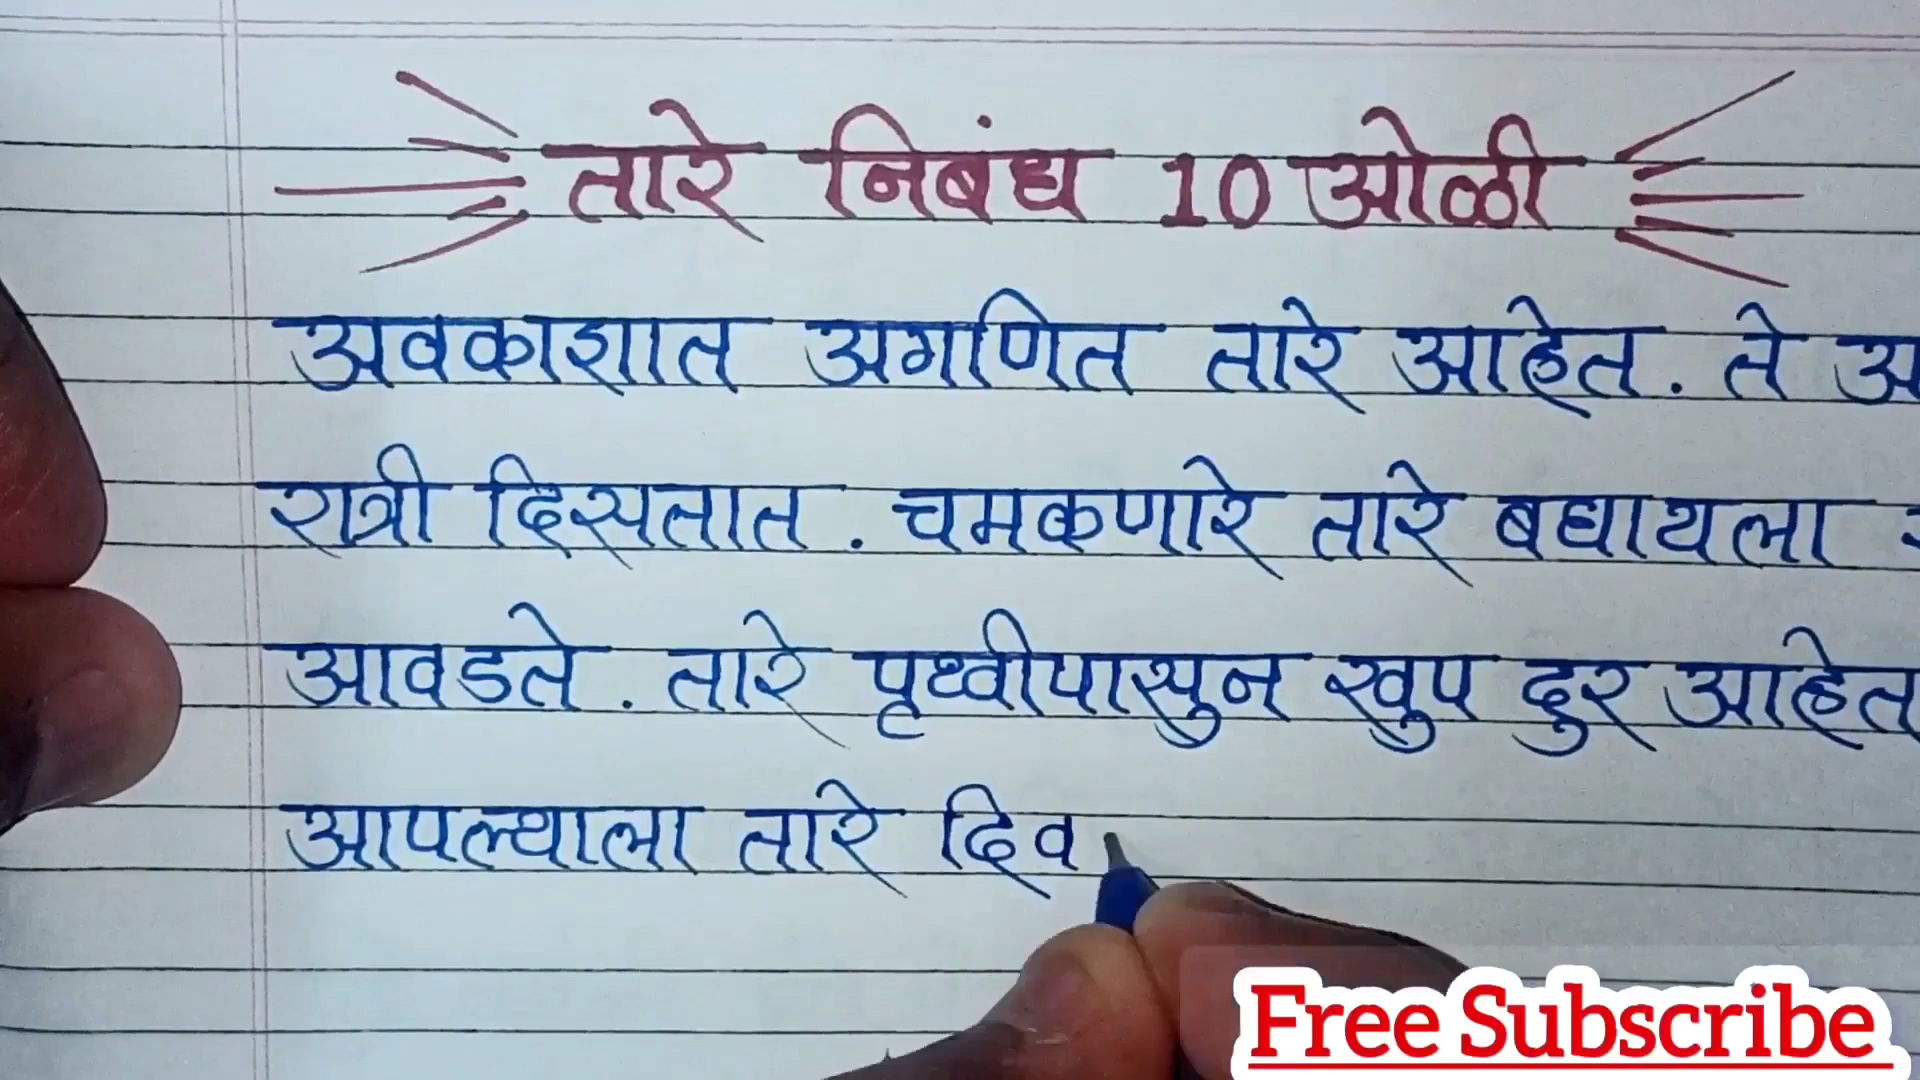 तारे निबंध 10 ओळी
अवकाशात अगणित तारे आहेत. ते
रात्री दिसतात. चमकणारे तारे बघायला
आवडते. तारे पृथ्वीपासुन खुप दुर आहेत
आपल्याला तारे दिव
Free Subscribe